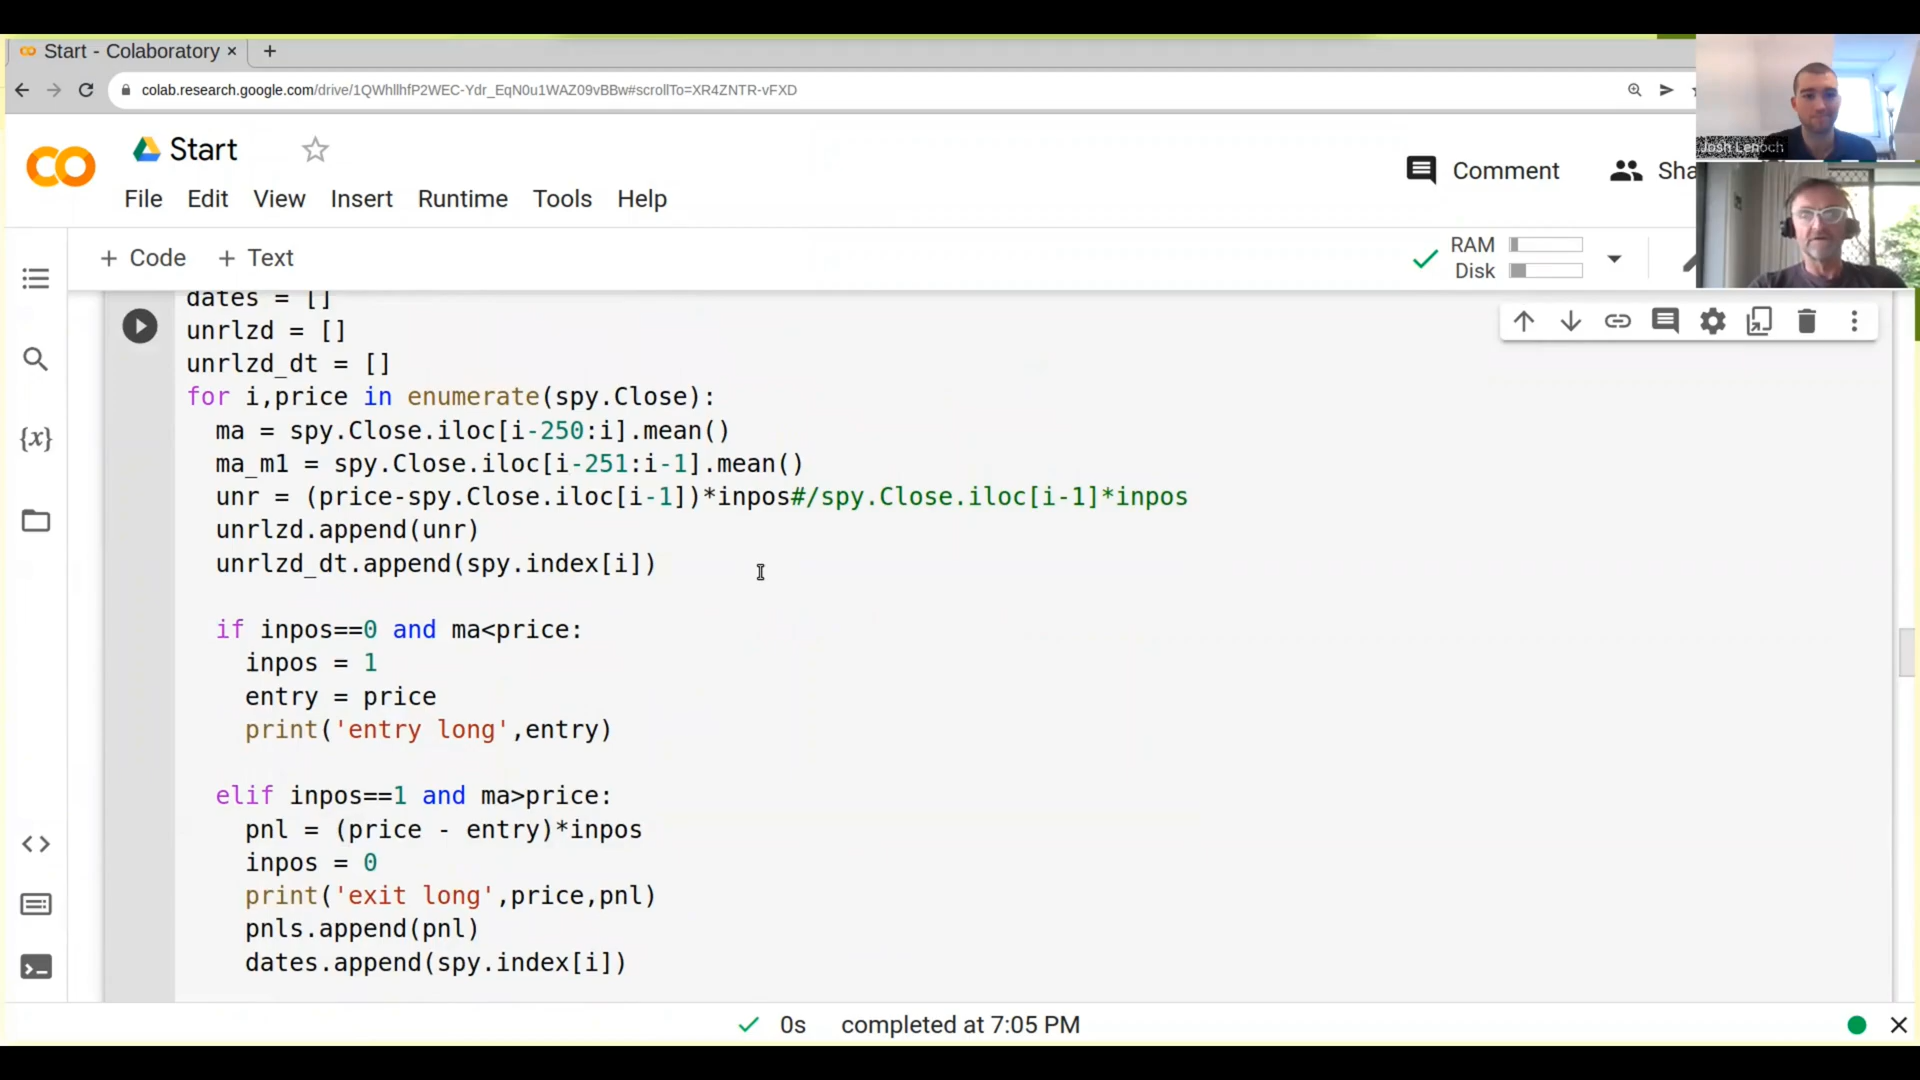 Start - Colaboratory × +
colab.research.google.com/drive/1QWhllhfP2WEC-Ydr_EqN0u1WAZ09vBBw#scrollTo=XR4ZNTR-vFXD
Start
Comment
File Edit View Insert Runtime Tools Help
Josh Lenoch
+ Code + Text
RAM
Disk
dates = []
unrlzd = []
unrlzd_dt = []
for i,price in enumerate(spy.Close):
ma = spy.Close.iloc[i-250:i].mean()
ma_m1 = spy.Close.iloc[i-251:i-1].mean()
unr = (price-spy.Close.iloc[i-1])*inpos#/spy.Close.iloc[i-1]*inpos
unrlzd.append(unr)
unrlzd_dt.append(spy.index[i])
if inpos==0 and ma<price:
inpos = 1
entry = price
print('entry long',entry)
elif inpos==1 and ma>price:
pnl = (price - entry)*inpos
inpos = 0
print('exit long',price,pnl)
pnls.append(pnl)
dates.append(spy.index[i])
0s completed at 7:05 PM